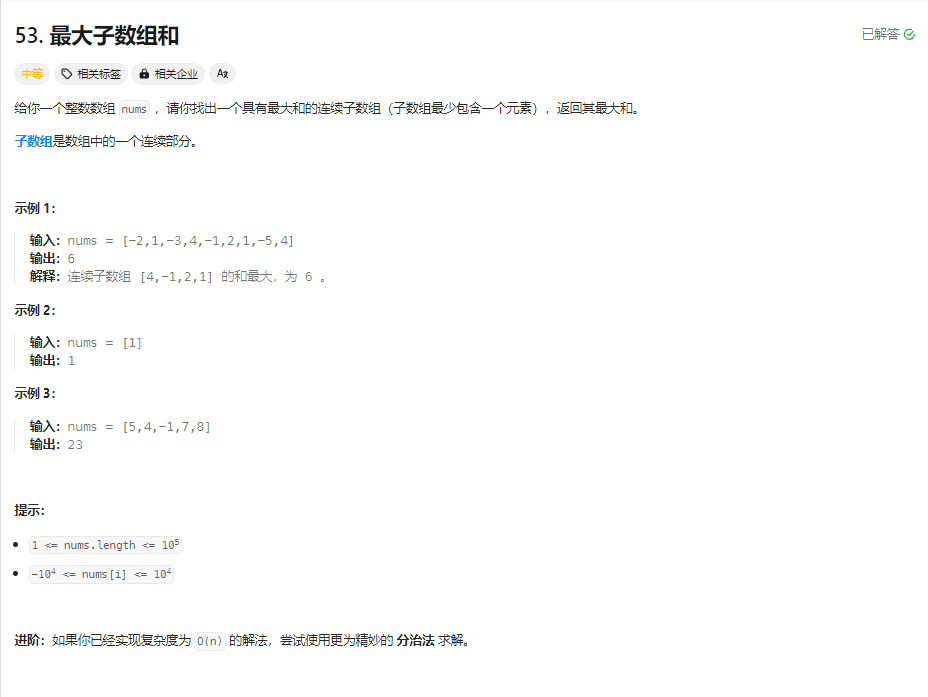 53. 最大子数组和
已解答
中等 相关标签 相关企业 Aあ
给你一个整数数组 nums ，请你找出一个具有最大和的连续子数组（子数组最少包含一个元素），返回其最大和。
子数组是数组中的一个连续部分。
示例 1：
输入：nums = [-2,1,-3,4,-1,2,1,-5,4]
输出：6
解释：连续子数组 [4,-1,2,1] 的和最大，为 6 。
示例 2：
输入：nums = [1]
输出：1
示例 3：
输入：nums = [5,4,-1,7,8]
输出：23
提示：
1 <= nums.length <= 10⁵
-10⁴ <= nums[i] <= 10⁴
进阶：如果你已经实现复杂度为 O(n) 的解法，尝试使用更为精妙的 分治法 求解。